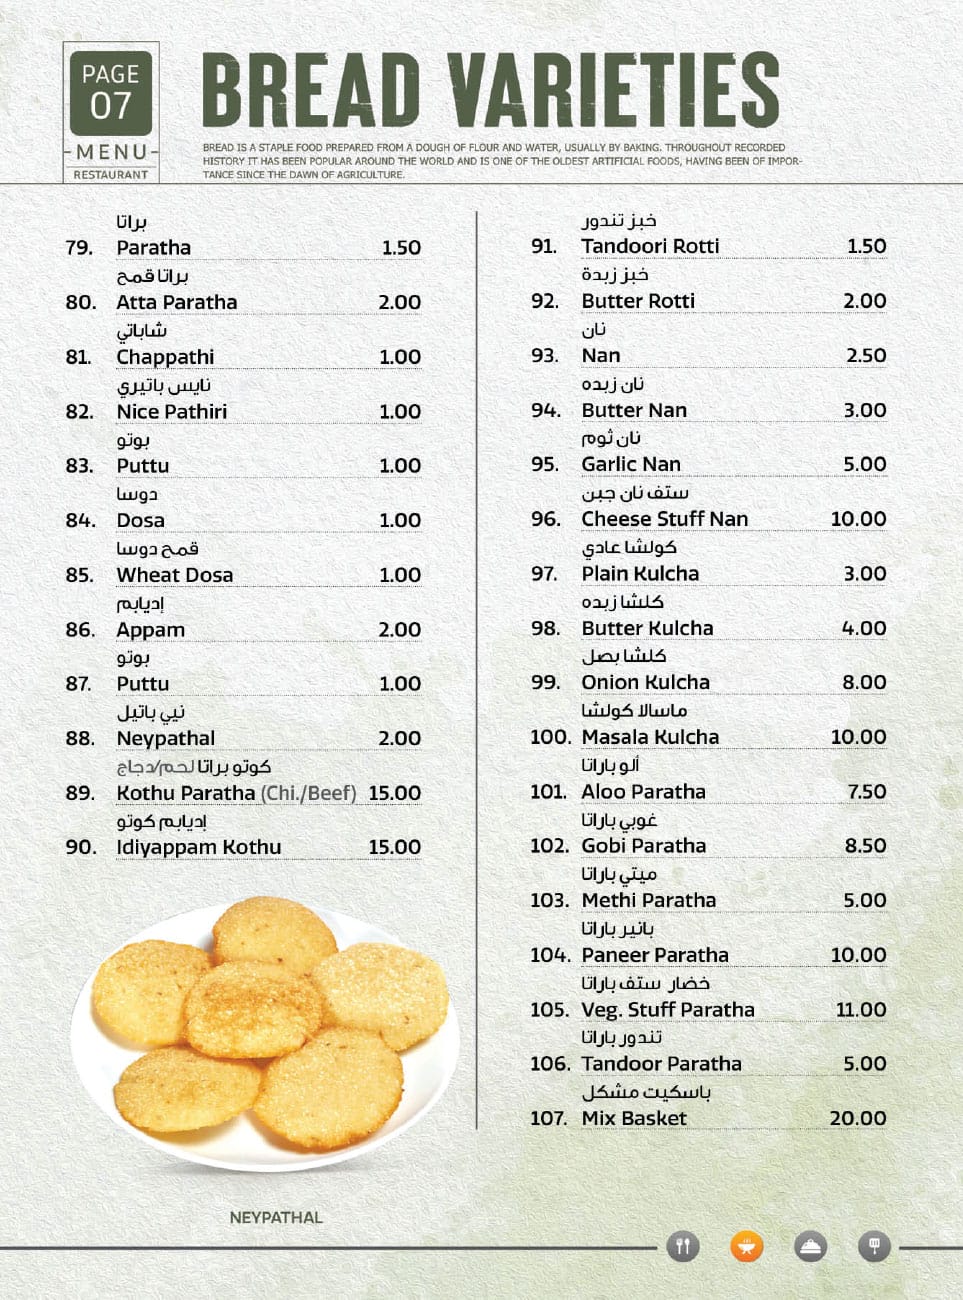 PAGE
07
MENU
RESTAURANT
BREAD VARIETIES
BREAD IS A STAPLE FOOD PREPARED FROM A DOUGH OF FLOUR AND WATER, USUALLY BY BAKING. THROUGHOUT RECORDED
HISTORY IT HAS BEEN POPULAR AROUND THE WORLD AND IS ONE OF THE OLDEST ARTIFICIAL FOODS, HAVING BEEN OF IMPOR-
TANCE SINCE THE DAWN OF AGRICULTURE.
براتا
79. Paratha 1.50
براتا قمح
80. Atta Paratha 2.00
شاباتي
81. Chappathi 1.00
نايس باتيري
82. Nice Pathiri 1.00
بوتو
83. Puttu 1.00
دوسا
84. Dosa 1.00
قمح دوسا
85. Wheat Dosa 1.00
إديابم
86. Appam 2.00
بوتو
87. Puttu 1.00
نيي باتيل
88. Neypathal 2.00
كوتو براتا لحم/دجاج
89. Kothu Paratha (Chi./Beef) 15.00
إديابم كوتو
90. Idiyappam Kothu 15.00
خبز تندور
91. Tandoori Rotti 1.50
خبز زبدة
92. Butter Rotti 2.00
نان
93. Nan 2.50
نان زبده
94. Butter Nan 3.00
نان ثوم
95. Garlic Nan 5.00
ستف نان جبن
96. Cheese Stuff Nan 10.00
كولشا عادي
97. Plain Kulcha 3.00
كلشا زبده
98. Butter Kulcha 4.00
كلشا بصل
99. Onion Kulcha 8.00
ماسالا كولشا
100. Masala Kulcha 10.00
ألو باراتا
101. Aloo Paratha 7.50
غوبي باراتا
102. Gobi Paratha 8.50
ميتي باراتا
103. Methi Paratha 5.00
بانير باراتا
104. Paneer Paratha 10.00
خضار ستف باراتا
105. Veg. Stuff Paratha 11.00
تندور باراتا
106. Tandoor Paratha 5.00
باسكيت مشكل
107. Mix Basket 20.00
NEYPATHAL